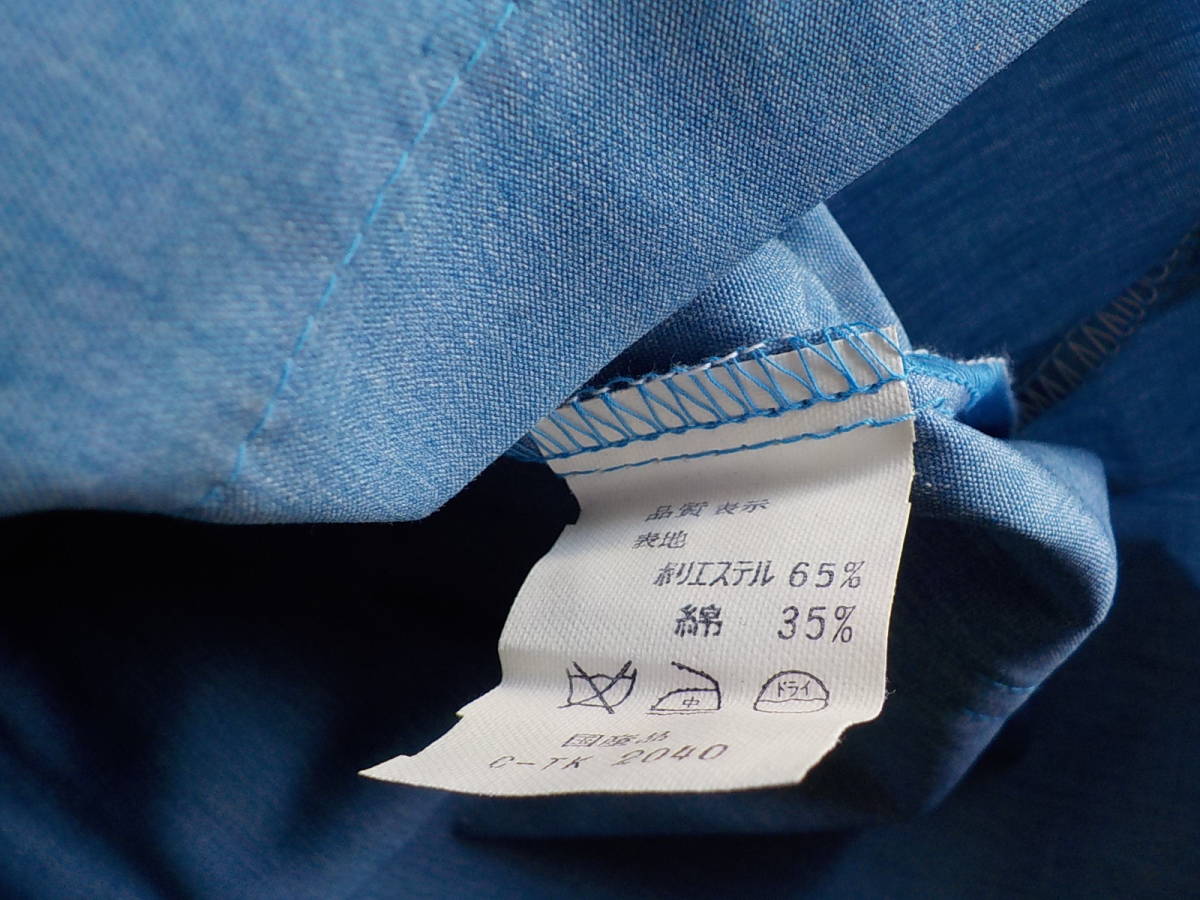 品質表示
表地
ポリエステル 65%
綿 35%
中 ドライ
国産品
C-TK 2040